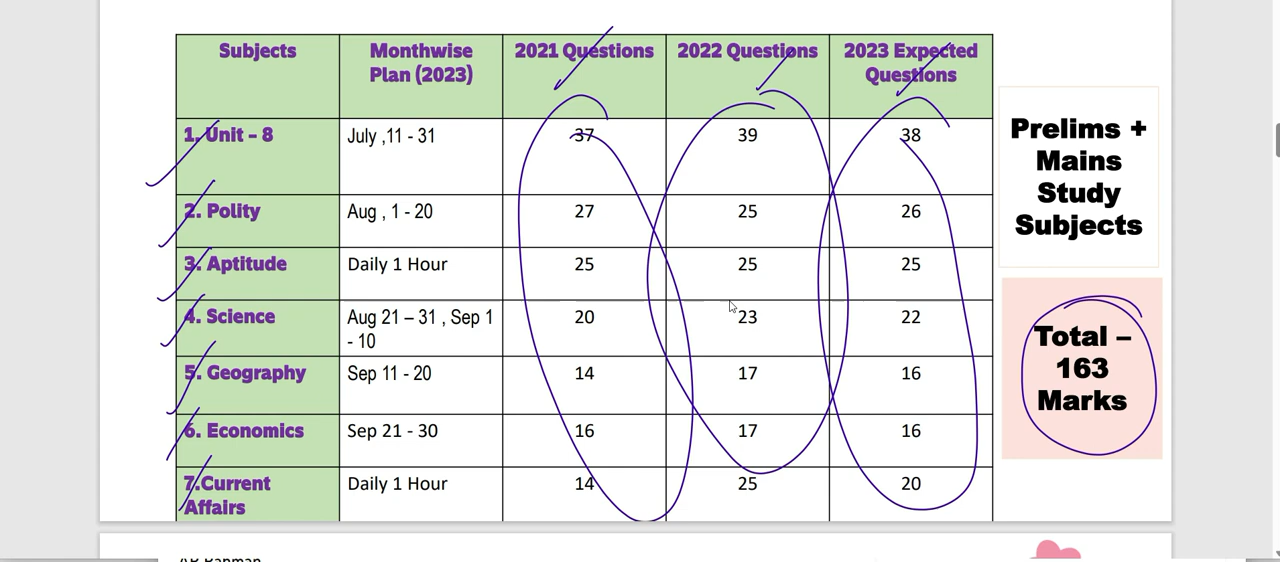 Subjects
Monthwise
Plan (2023)
2021 Questions
2022 Questions
2023 Expected
Questions
1. Unit – 8
July ,11 - 31
37
39
38
2. Polity
Aug , 1 - 20
27
25
26
3. Aptitude
Daily 1 Hour
25
25
25
4. Science
Aug 21 – 31 , Sep 1
- 10
20
23
22
5. Geography
Sep 11 - 20
14
17
16
6. Economics
Sep 21 - 30
16
17
16
7.Current
Affairs
Daily 1 Hour
14
25
20
Prelims +
Mains
Study
Subjects
Total –
163
Marks